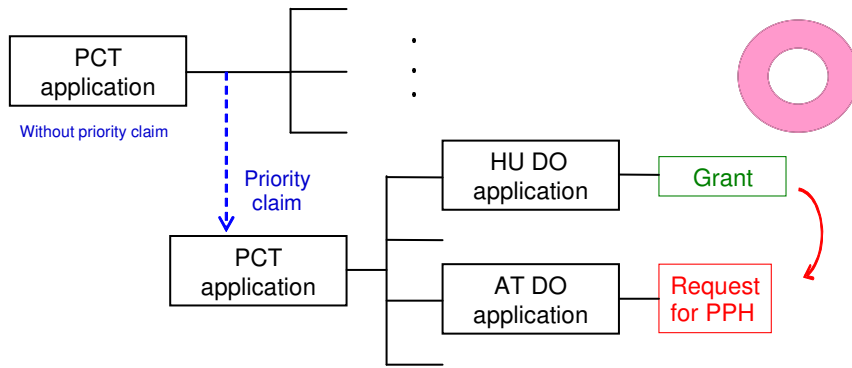 PCT
application
Without priority claim
Priority
claim
PCT
application
HU DO
application
Grant
AT DO
application
Request
for PPH